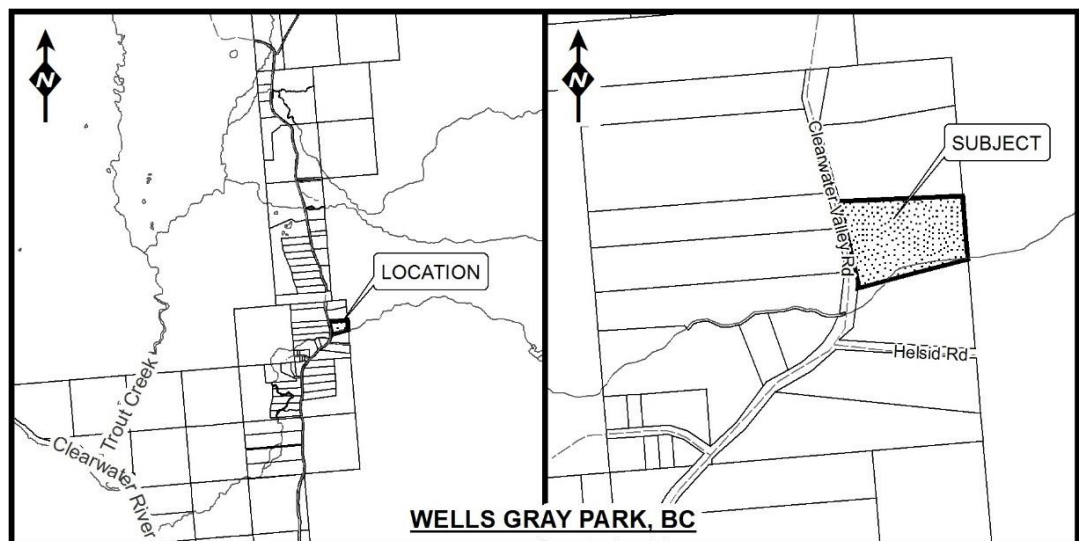 N
LOCATION
Trout Creek
Clearwater River
N
SUBJECT
Clearwater Valley Rd
Helsid Rd
WELLS GRAY PARK, BC